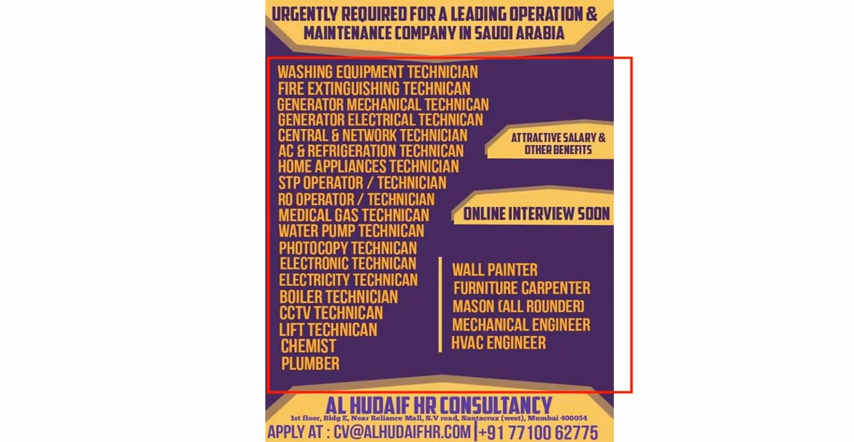 URGENTLY REQUIRED FOR A LEADING OPERATION &
MAINTENANCE COMPANY IN SAUDI ARABIA
WASHING EQUIPMENT TECHNICIAN
FIRE EXTINGUISHING TECHNICAN
GENERATOR MECHANICAL TECHNICAN
GENERATOR ELECTRICAL TECHNICAN
CENTRAL & NETWORK TECHNICAN
AC & REFRIGERATION TECHNICAN
HOME APPLIANCES TECHNICIAN
STP OPERATOR / TECHNICIAN
RO OPERATOR / TECHNICIAN
MEDICAL GAS TECHNICAN
WATER PUMP TECHNICAN
PHOTOCOPY TECHNICAN
ELECTRONIC TECHNICAN
ELECTRICITY TECHNICAN
BOILER TECHNICIAN
CCTV TECHNICAN
LIFT TECHNICAN
CHEMIST
PLUMBER
ATTRACTIVE SALARY &
OTHER BENEFITS
ONLINE INTERVIEW SOON
WALL PAINTER
FURNITURE CARPENTER
MASON (ALL ROUNDER)
MECHANICAL ENGINEER
HVAC ENGINEER
AL HUDAIF HR CONSULTANCY
1st floor, Bldg E, Near Reliance Mall, S.V road, Santacruz (west), Mumbai 400054
APPLY AT : CV@ALHUDAIFHR.COM | +91 77100 62775